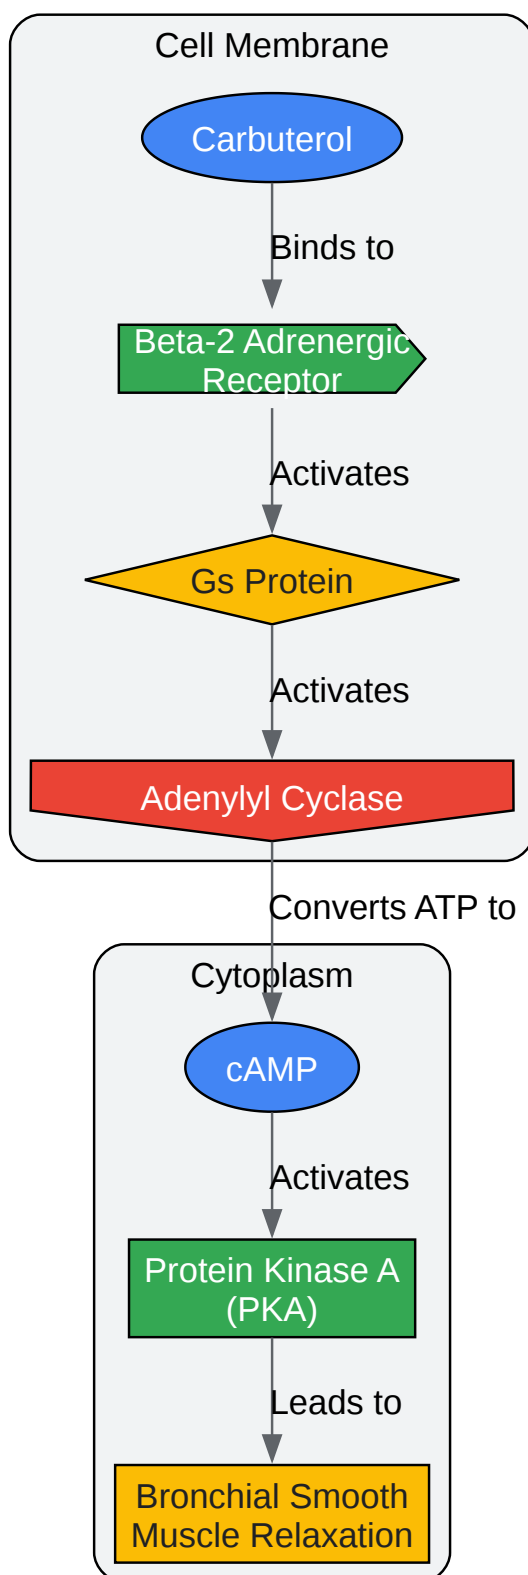 Cell Membrane
Carbuterol
Binds to
Beta-2 Adrenergic
Receptor
Activates
Gs Protein
Activates
Adenylyl Cyclase
Converts ATP to
Cytoplasm
cAMP
Activates
Protein Kinase A
(PKA)
Leads to
Bronchial Smooth
Muscle Relaxation